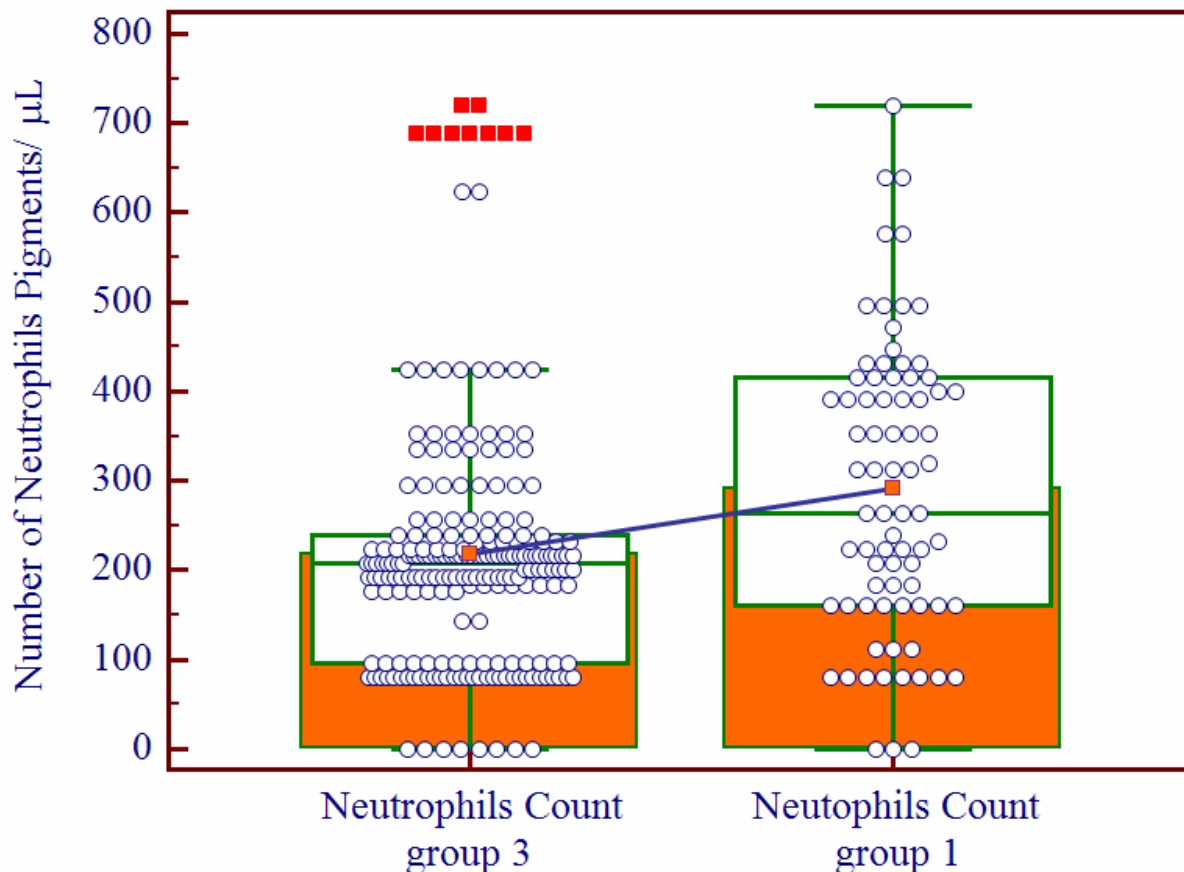 Number of Neutrophils Pigments/ µL
800
700
600
500
400
300
200
100
0
Neutrophils Count
group 3
Neutophils Count
group 1